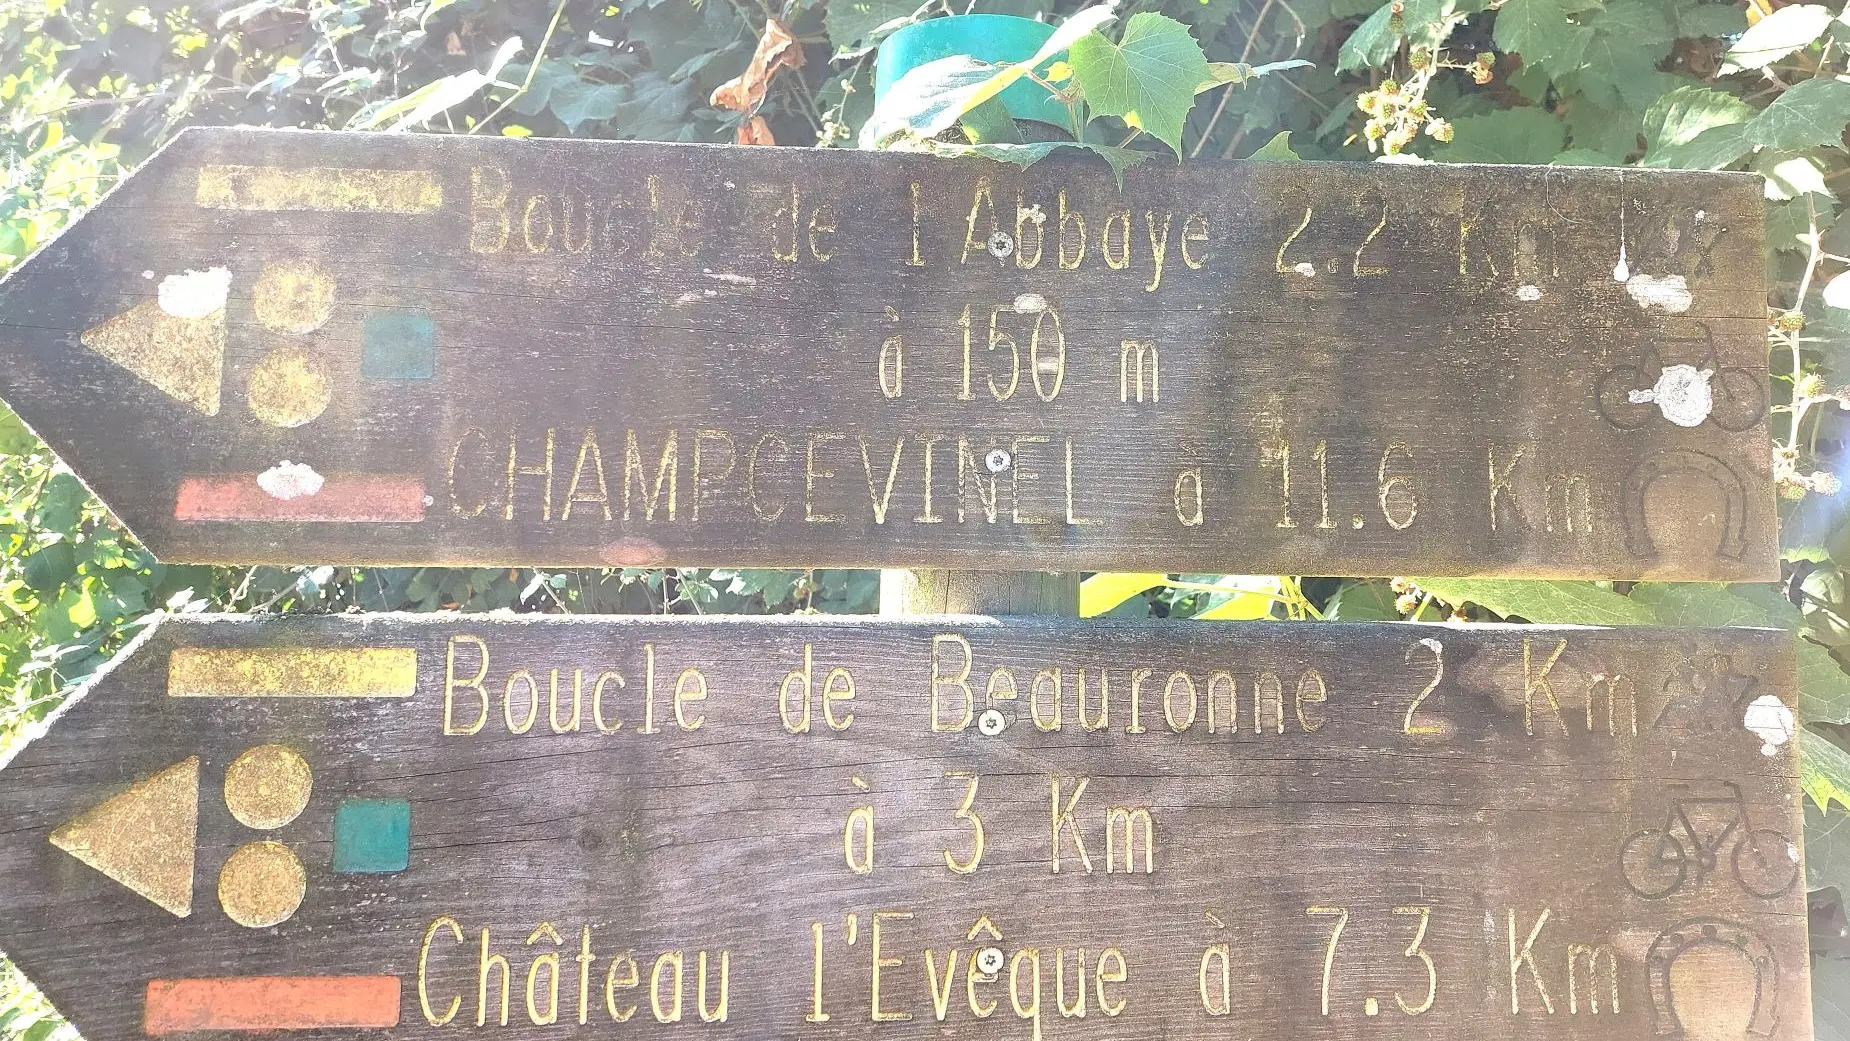 Boucle de l'Abbaye 2.2 Km
à 150 m
CHAMPCEVINEL à 11.6 Km
Boucle de Beauronne 2 Km
à 3 Km
Château l'Evêque à 7.3 Km